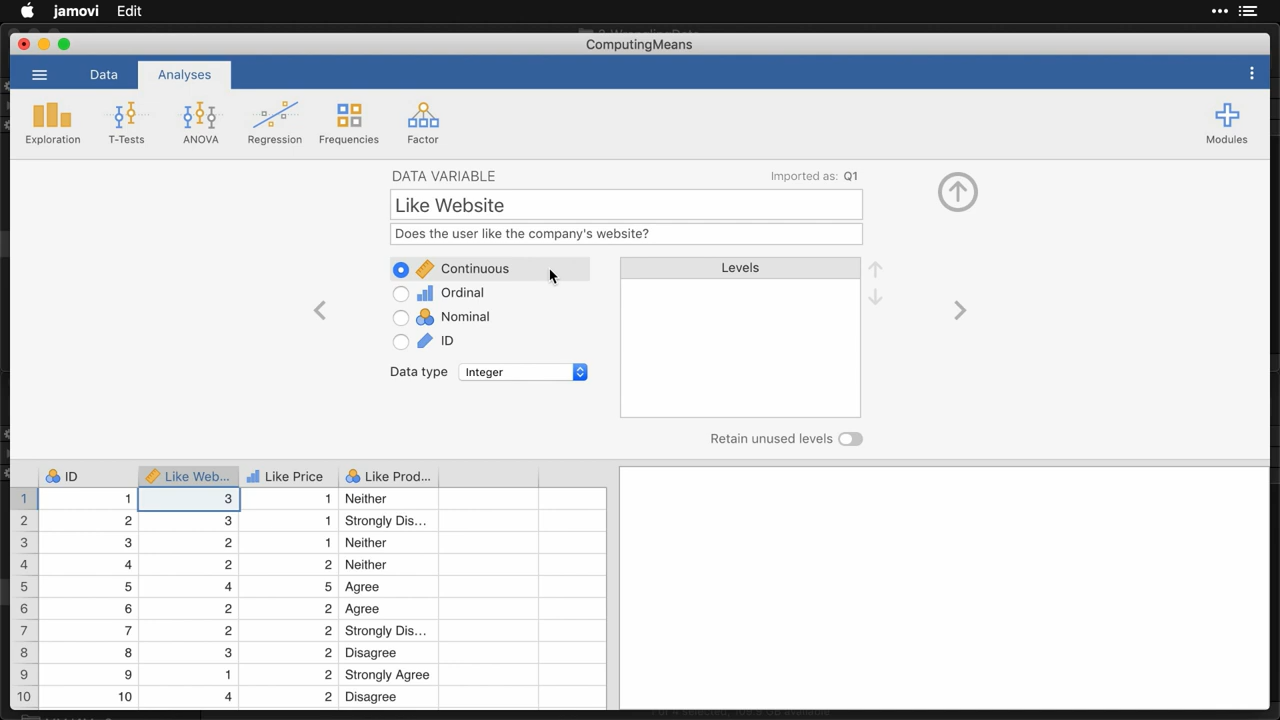 jamovi Edit
ComputingMeans
Data Analyses
Exploration T-Tests ANOVA Regression Frequencies Factor Modules
DATA VARIABLE Imported as: Q1
Like Website
Does the user like the company's website?
Continuous
Ordinal
Nominal
ID
Levels
Data type Integer
Retain unused levels
ID Like Web... Like Price Like Prod...
1 1 3 1 Neither
2 2 3 1 Strongly Dis...
3 3 2 1 Neither
4 4 2 2 Neither
5 5 4 5 Agree
6 6 2 2 Agree
7 7 2 2 Strongly Dis...
8 8 3 2 Disagree
9 9 1 2 Strongly Agree
10 10 4 2 Disagree